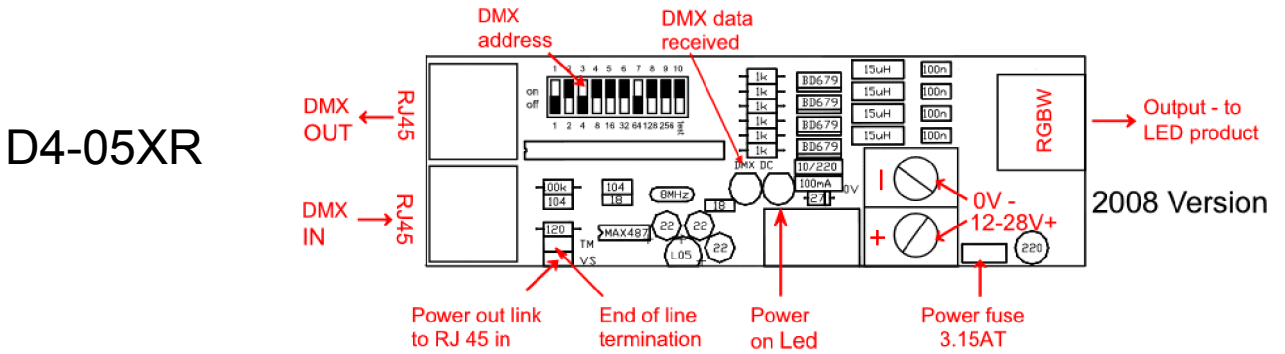 D4-05XR
DMX
address
DMX data
received
1 2 3 4 5 6 7 8 9 10
on
off
1 2 4 8 16 32 64 128 256 Test
DMX
OUT
RJ45
DMX
IN
RJ45
1k
1k
1k
1k
1k
1k
BD679
BD679
BD679
BD679
15uH
15uH
15uH
15uH
100n
100n
100n
100n
RGBW
Output - to
LED product
DMX DC
10/220
100mA
27
0V
00k
104
104
18
8MHz
18
120
TM
VS
MAX487
22
22
22
L05
-
+
0V -
12-28V+
220
2008 Version
Power out link
to RJ 45 in
End of line
termination
Power
on Led
Power fuse
3.15AT